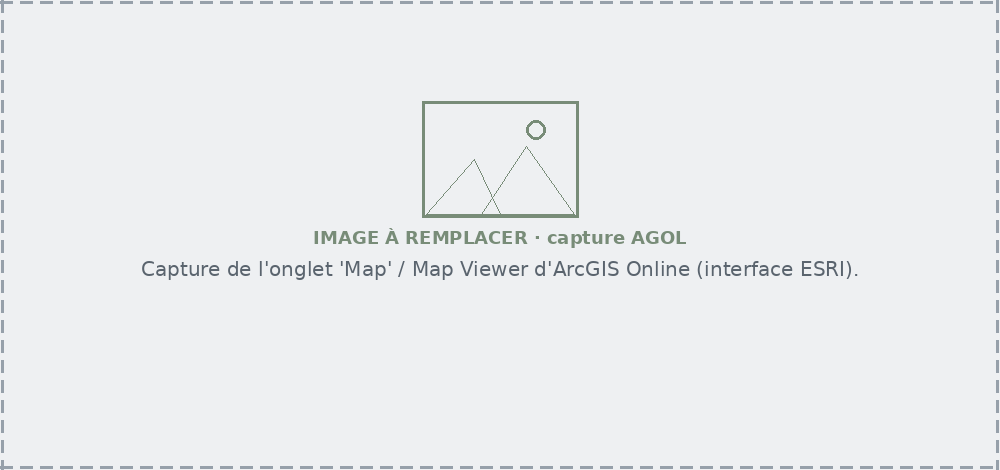 IMAGE À REMPLACER · capture AGOL
Capture de l'onglet 'Map' / Map Viewer d'ArcGIS Online (interface ESRI).